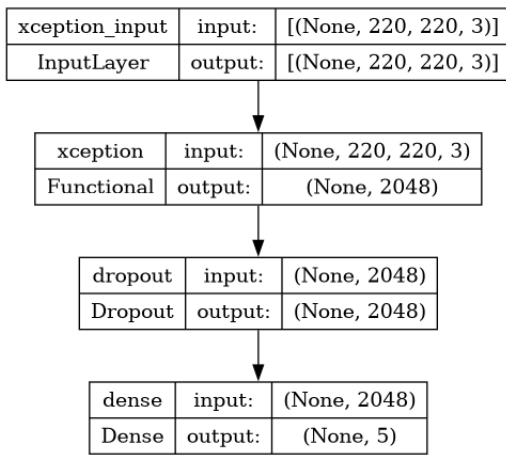 xception_input input: [(None, 220, 220, 3)]
InputLayer output: [(None, 220, 220, 3)]
xception input: (None, 220, 220, 3)
Functional output: (None, 2048)
dropout input: (None, 2048)
Dropout output: (None, 2048)
dense input: (None, 2048)
Dense output: (None, 5)